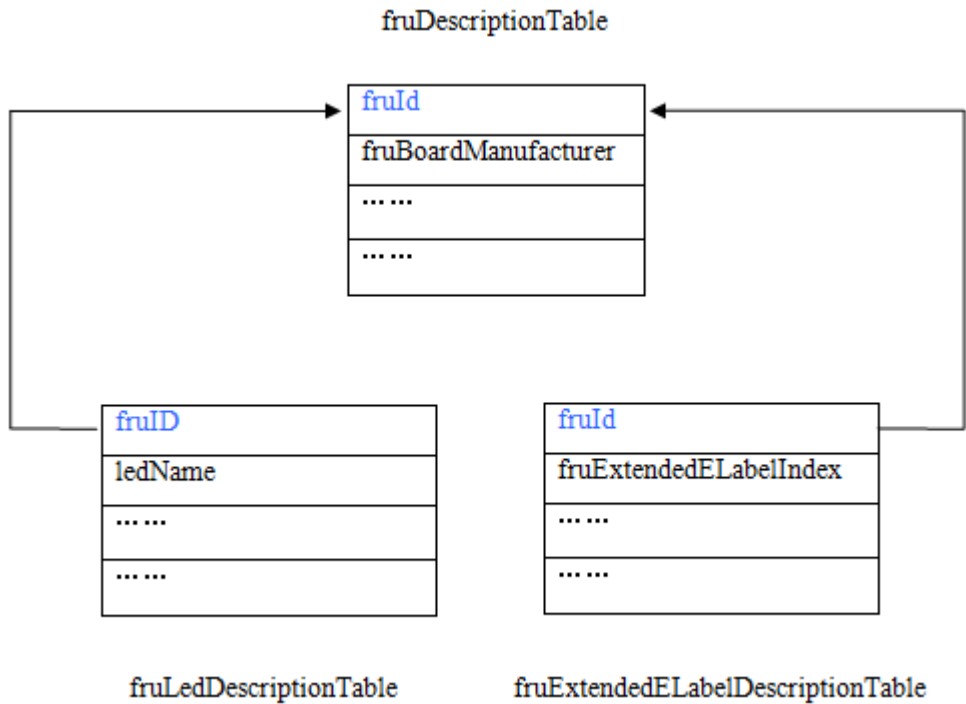 fruDescriptionTable
fruId
fruBoardManufacturer
... ...
... ...
fruID
ledName
... ...
... ...
fruId
fruExtendedELabelIndex
... ...
... ...
fruLedDescriptionTable
fruExtendedELabelDescriptionTable